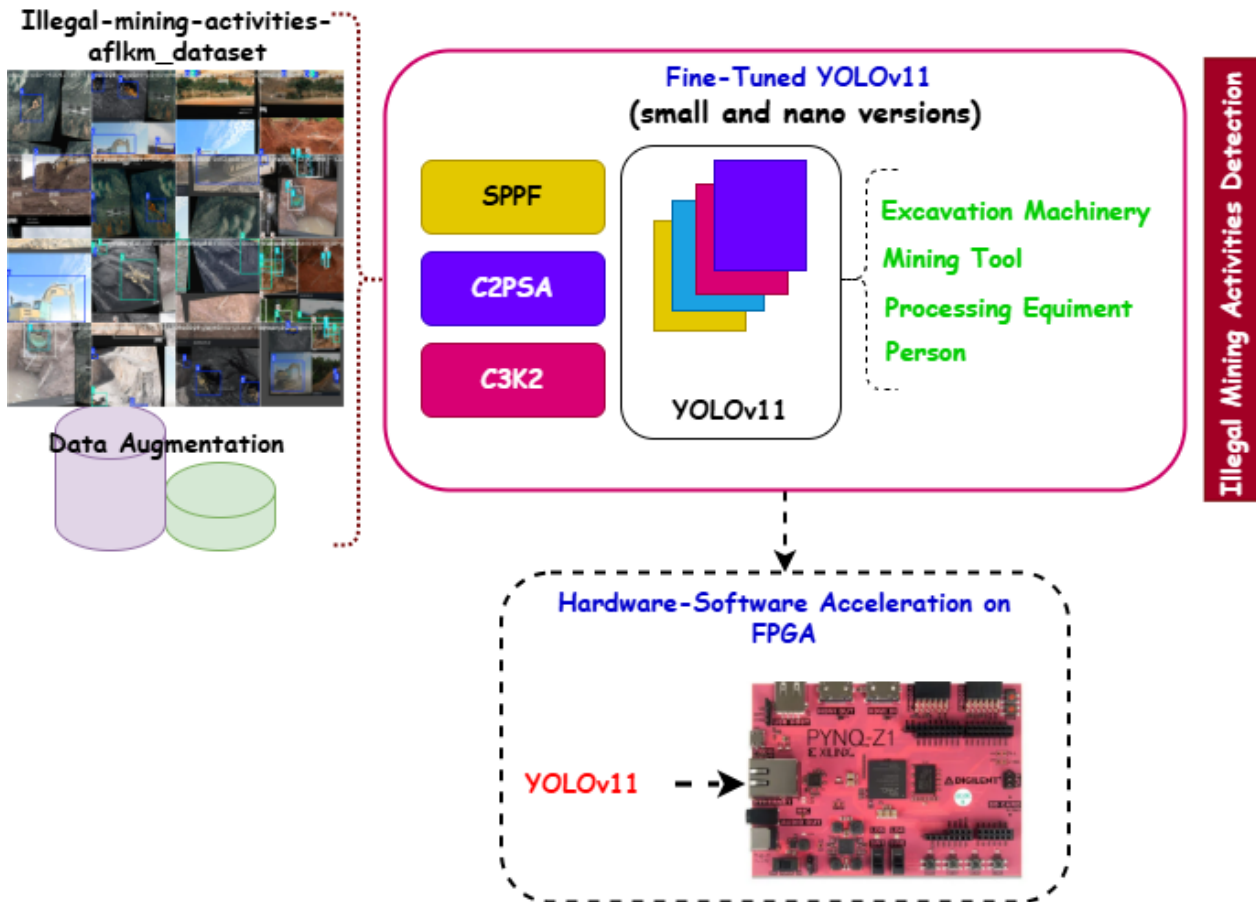 Illegal-mining-activities-
aflkm_dataset
Data Augmentation
Fine-Tuned YOLOv11
(small and nano versions)
SPPF
C2PSA
C3K2
YOLOv11
Excavation Machinery
Mining Tool
Processing Equiment
Person
Illegal Mining Activities Detection
Hardware-Software Acceleration on
FPGA
YOLOv11
PYNQ-Z1
XILINX
DIGILENT